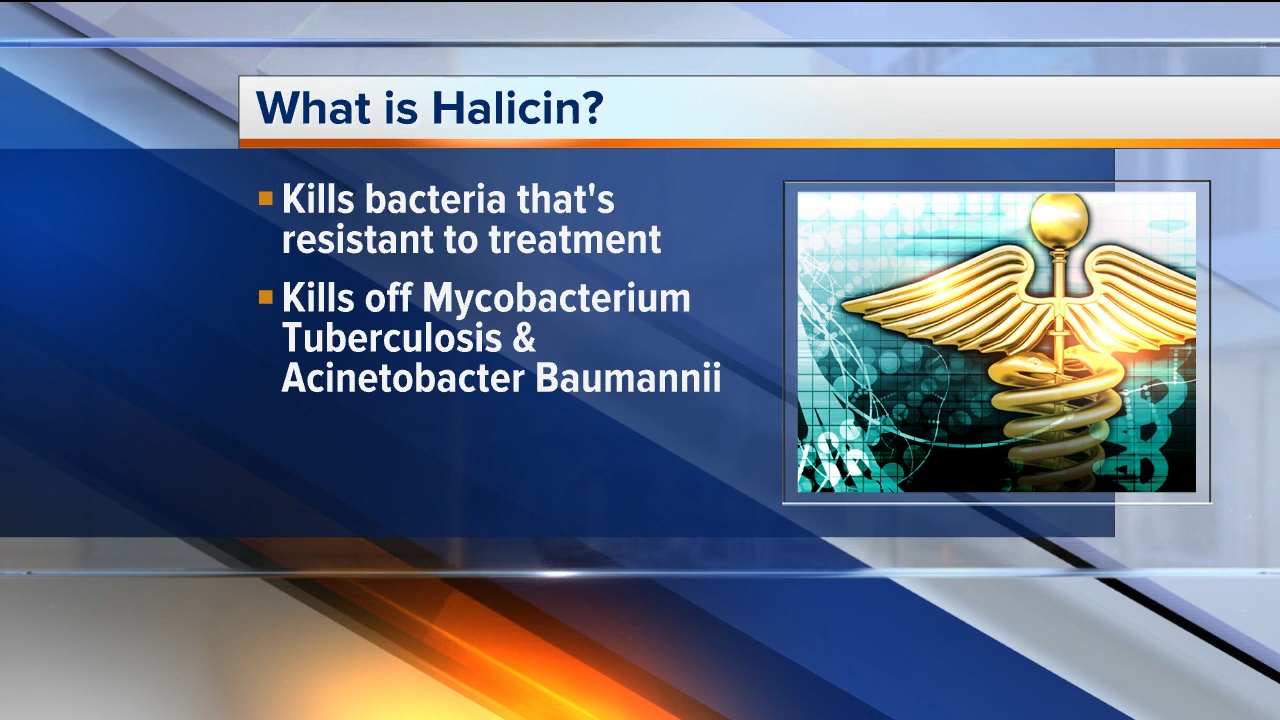 What is Halicin?
Kills bacteria that's
resistant to treatment
Kills off Mycobacterium
Tuberculosis &
Acinetobacter Baumannii